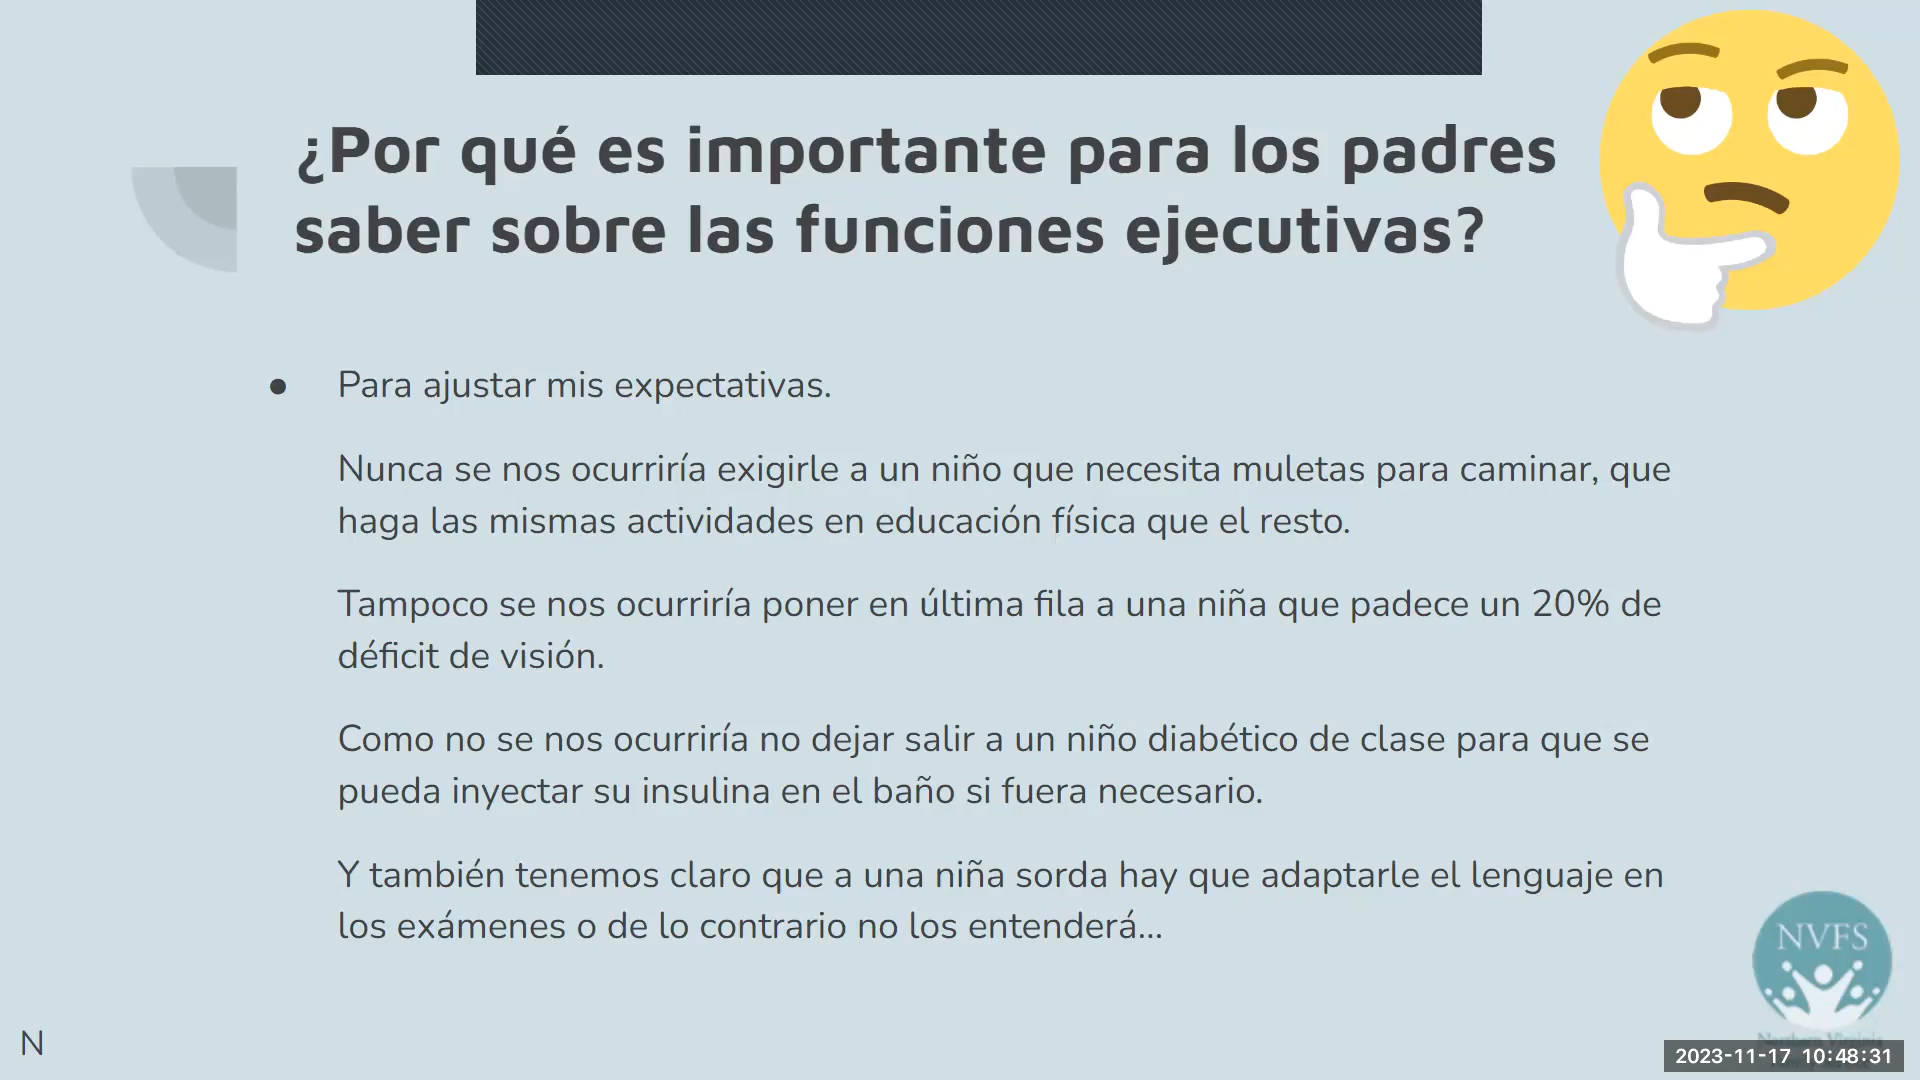 ¿Por qué es importante para los padres
saber sobre las funciones ejecutivas?
● Para ajustar mis expectativas.
Nunca se nos ocurriría exigirle a un niño que necesita muletas para caminar, que
haga las mismas actividades en educación física que el resto.
Tampoco se nos ocurriría poner en última fila a una niña que padece un 20% de
déficit de visión.
Como no se nos ocurriría no dejar salir a un niño diabético de clase para que se
pueda inyectar su insulina en el baño si fuera necesario.
Y también tenemos claro que a una niña sorda hay que adaptarle el lenguaje en
los exámenes o de lo contrario no los entenderá...
NVFS
Northern Virginia
N
2023-11-17 10:48:31